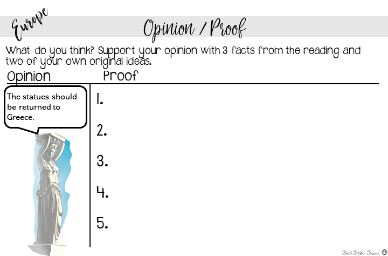 Europe
Opinion / Proof
What do you think? Support your opinion with 3 facts from the reading and
two of your own original ideas.
Opinion Proof
The statues should
be returned to
Greece.
1.
2.
3.
4.
5.